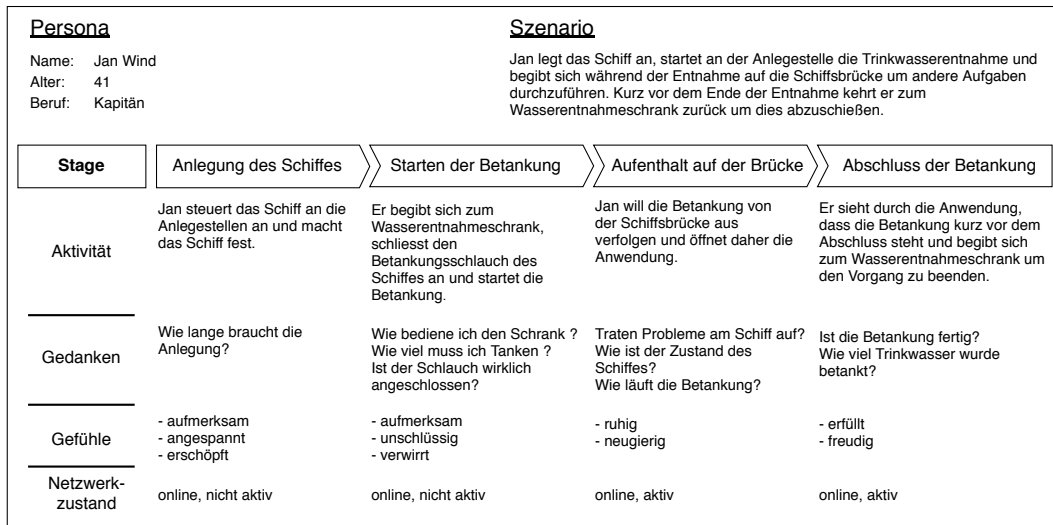 Persona
Name: Jan Wind
Alter: 41
Beruf: Kapitän
Szenario
Jan legt das Schiff an, startet an der Anlegestelle die Trinkwasserentnahme und
begibt sich während der Entnahme auf die Schiffsbrücke um andere Aufgaben
durchzuführen. Kurz vor dem Ende der Entnahme kehrt er zum
Wasserentnahmeschrank zurück um dies abzuschießen.
Stage
Anlegung des Schiffes
Starten der Betankung
Aufenthalt auf der Brücke
Abschluss der Betankung
Aktivität
Jan steuert das Schiff an die
Anlegestellen an und macht
das Schiff fest.
Er begibt sich zum
Wasserentnahmeschrank,
schliesst den
Betankungsschlauch des
Schiffes an und startet die
Betankung.
Jan will die Betankung von
der Schiffsbrücke aus
verfolgen und öffnet daher die
Anwendung.
Er sieht durch die Anwendung,
dass die Betankung kurz vor dem
Abschluss steht und begibt sich
zum Wasserentnahmeschrank um
den Vorgang zu beenden.
Gedanken
Wie lange braucht die
Anlegung?
Wie bediene ich den Schrank ?
Wie viel muss ich Tanken ?
Ist der Schlauch wirklich
angeschlossen?
Traten Probleme am Schiff auf?
Wie ist der Zustand des
Schiffes?
Wie läuft die Betankung?
Ist die Betankung fertig?
Wie viel Trinkwasser wurde
betankt?
Gefühle
- aufmerksam
- angespannt
- erschöpft
- aufmerksam
- unschlüssig
- verwirrt
- ruhig
- neugierig
- erfüllt
- freudig
Netzwerk-
zustand
online, nicht aktiv
online, nicht aktiv
online, aktiv
online, aktiv